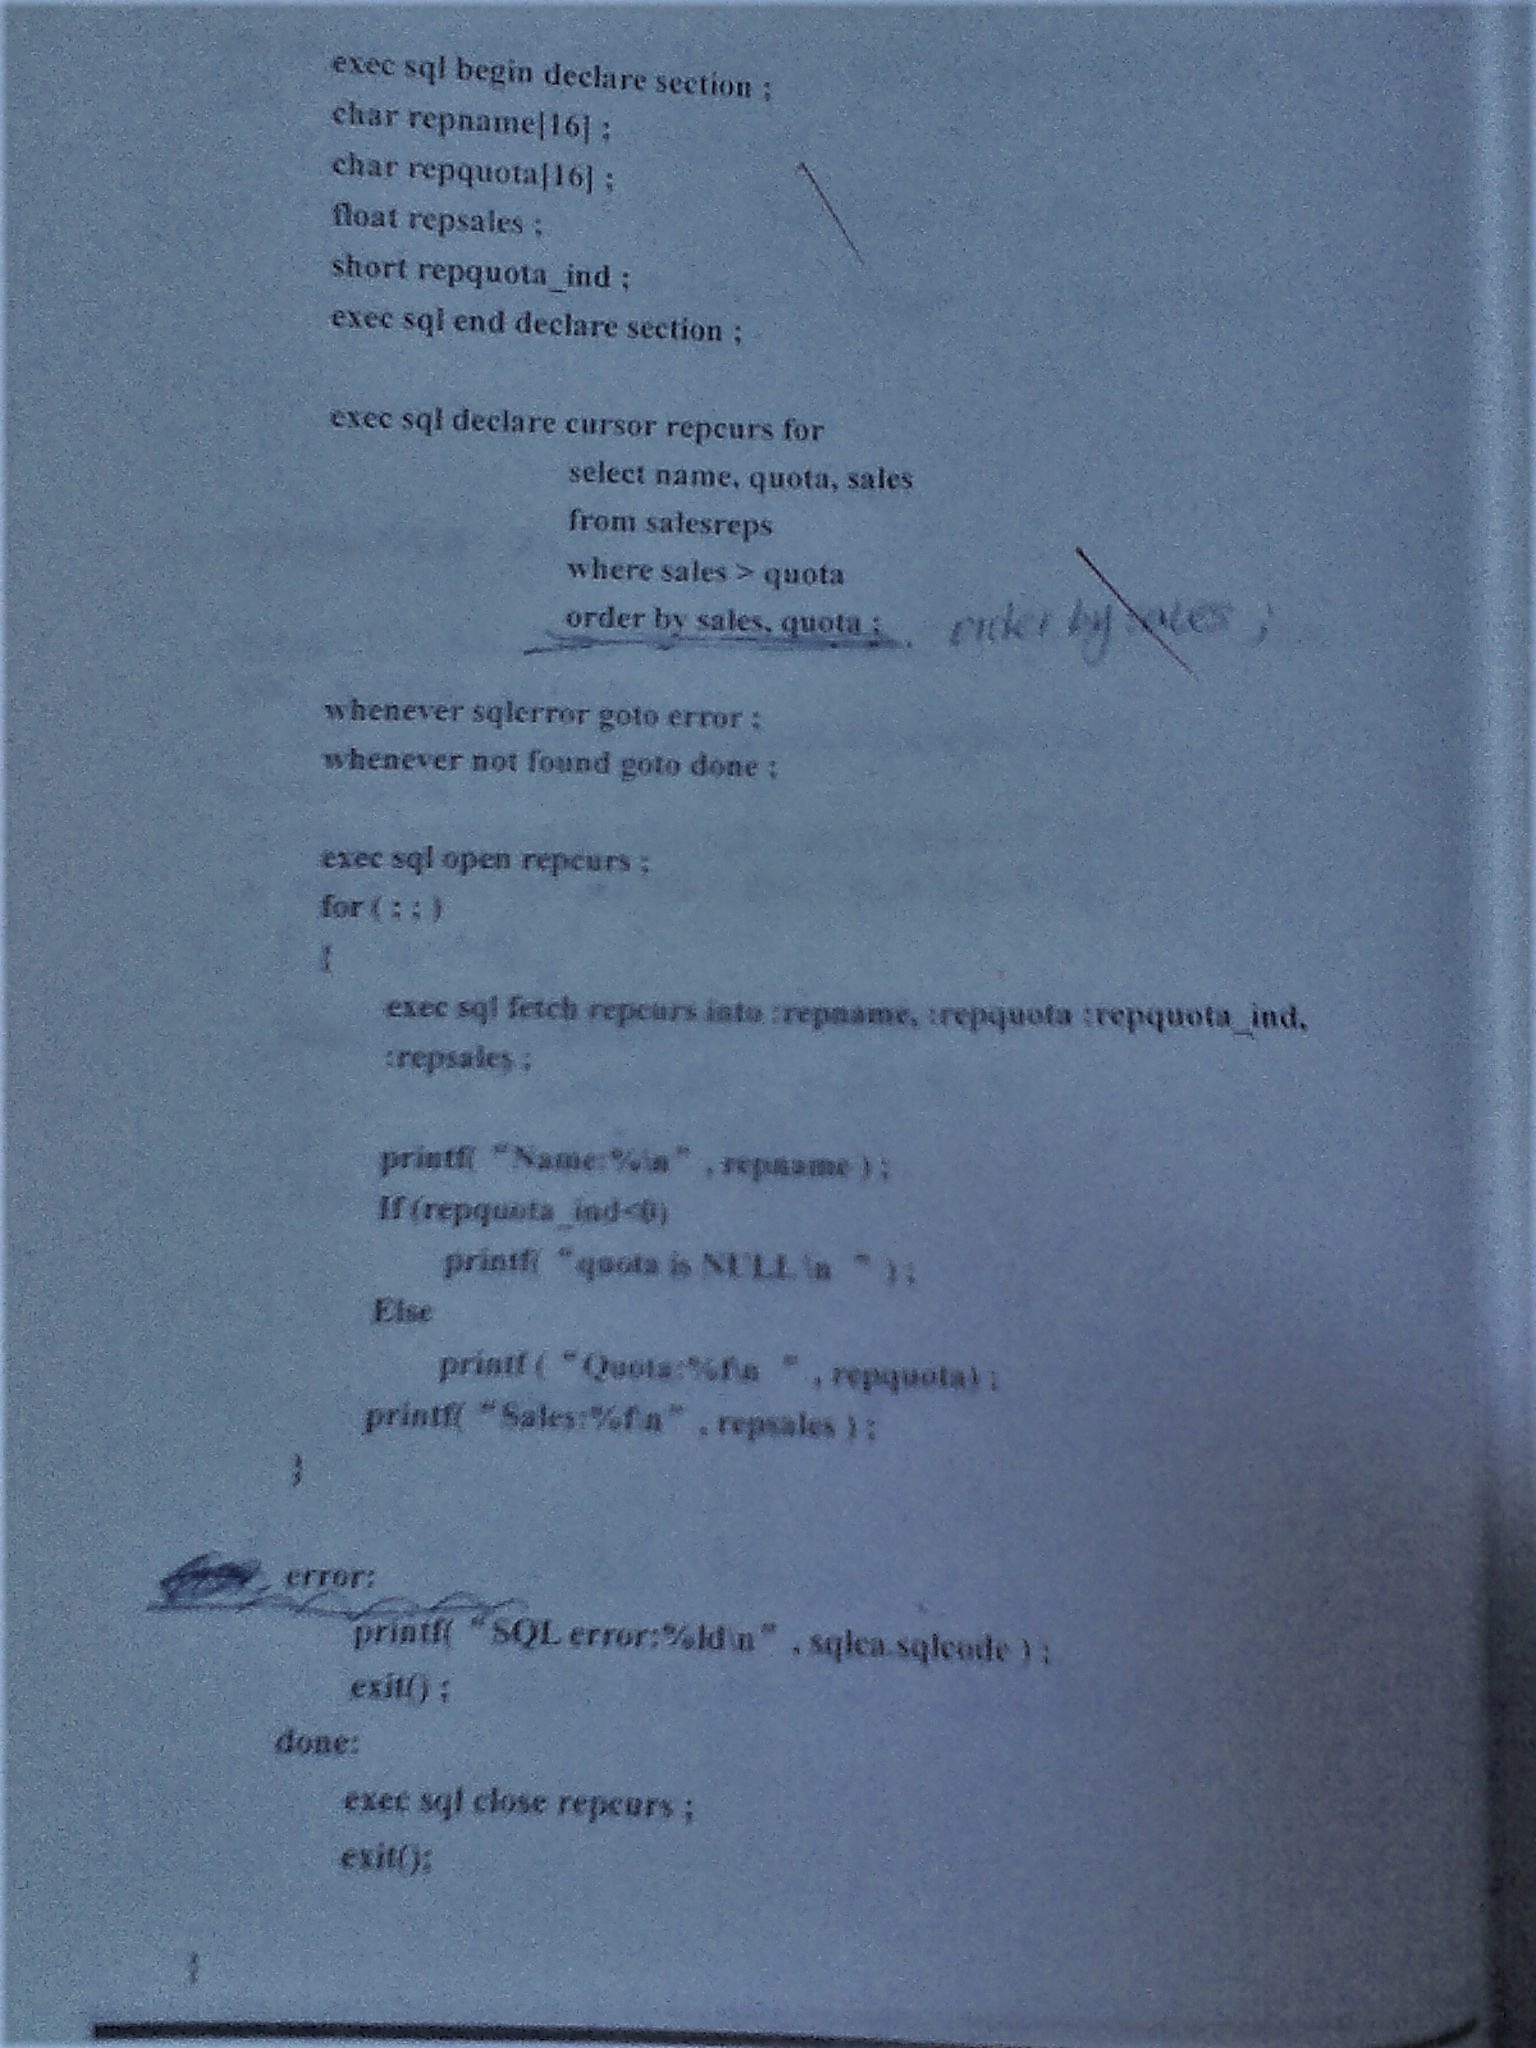 exec sql begin declare section ;
char repname[16] ;
char repquota[16] ;
float repsales ;
short repquota_ind ;
exec sql end declare section ;
exec sql declare cursor repcurs for
select name, quota, sales
from salesreps
where sales > quota
order by sales, quota ; order by sales ;
whenever sqlerror goto error ;
whenever not found goto done ;
exec sql open repcurs ;
for ( ; ; )
{
exec sql fetch repcurs into :repname, :repquota :repquota_ind,
:repsales ;
printf( "Name:%\n" , repname ) ;
If (repquota_ind<0)
printf( "quota is NULL \n " ) ;
Else
printf ( "Quota:%f\n " , repquota) ;
printf( "Sales:%f\n" , repsales ) ;
}
error:
printf( "SQL error:%ld\n" , sqlca.sqlcode ) ;
exit() ;
done:
exec sql close repcurs ;
exit();
}